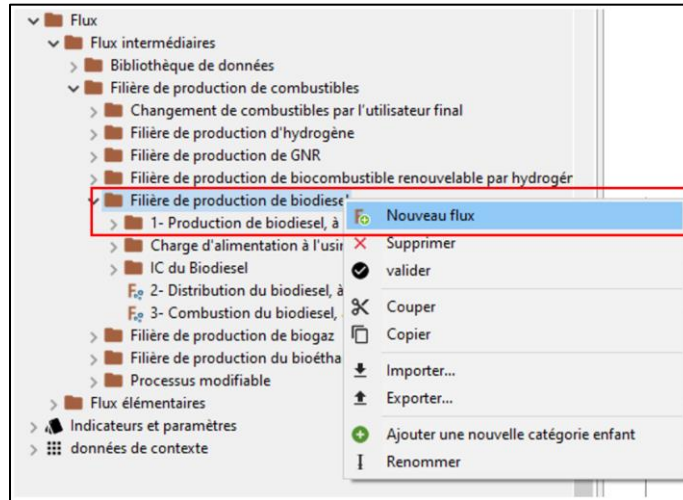 Flux
Flux intermédiaires
Bibliothèque de données
Filière de production de combustibles
Changement de combustibles par l'utilisateur final
Filière de production d'hydrogène
Filière de production de GNR
Filière de production de biocombustible renouvelable par hydrogér
Filière de production de biodiesel
1- Production de biodiesel, à
Charge d'alimentation à l'usir
IC du Biodiesel
2- Distribution du biodiesel, à
3- Combustion du biodiesel,
Filière de production de biogaz
Filière de production du bioétha
Processus modifiable
Flux élémentaires
Indicateurs et paramètres
données de contexte
Nouveau flux
Supprimer
valider
Couper
Copier
Importer...
Exporter...
Ajouter une nouvelle catégorie enfant
Renommer